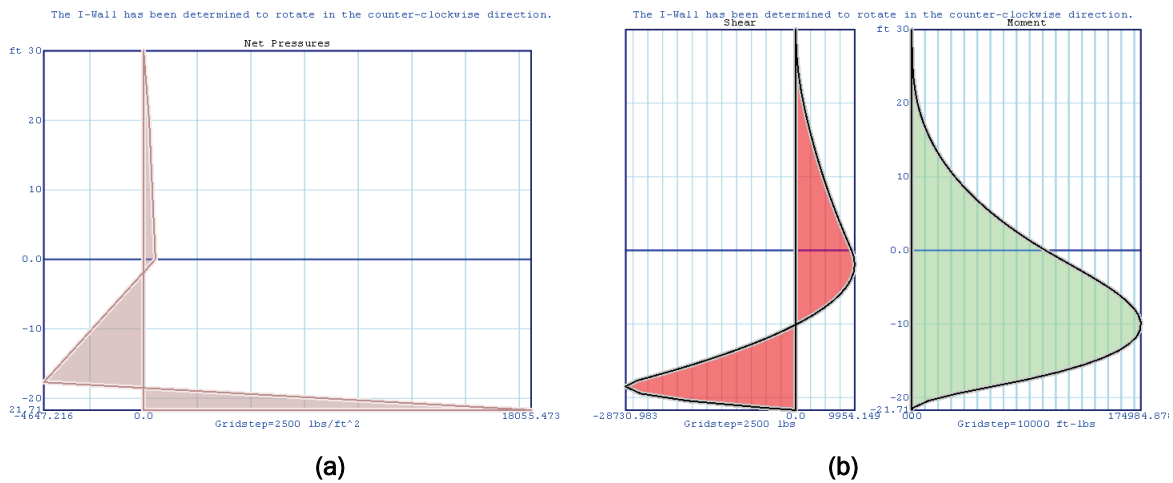 The I-Wall has been determined to rotate in the counter-clockwise direction.
Net Pressures
ft 30
20
10
0.0
-10
-20
21.71
-4647.216 0.0 18055.473
Gridstep=2500 lbs/ft^2
(a)
The I-Wall has been determined to rotate in the counter-clockwise direction.
Shear Moment
ft 30
20
10
0.0
-10
-20
-21.71
-28730.983 0.0 9954.149 000 174984.878
Gridstep=2500 lbs Gridstep=10000 ft-lbs
(b)